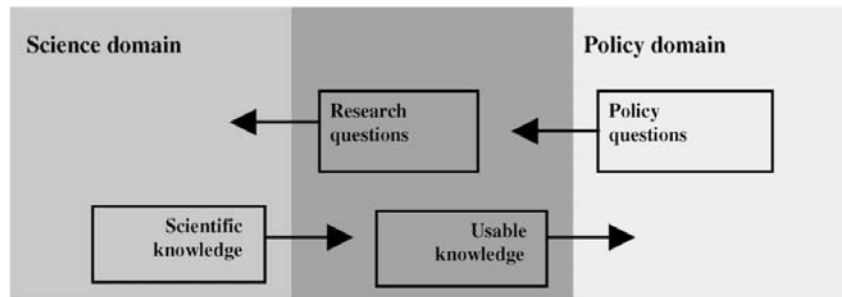 Science domain
Policy domain
Research
questions
Policy
questions
Scientific
knowledge
Usable
knowledge